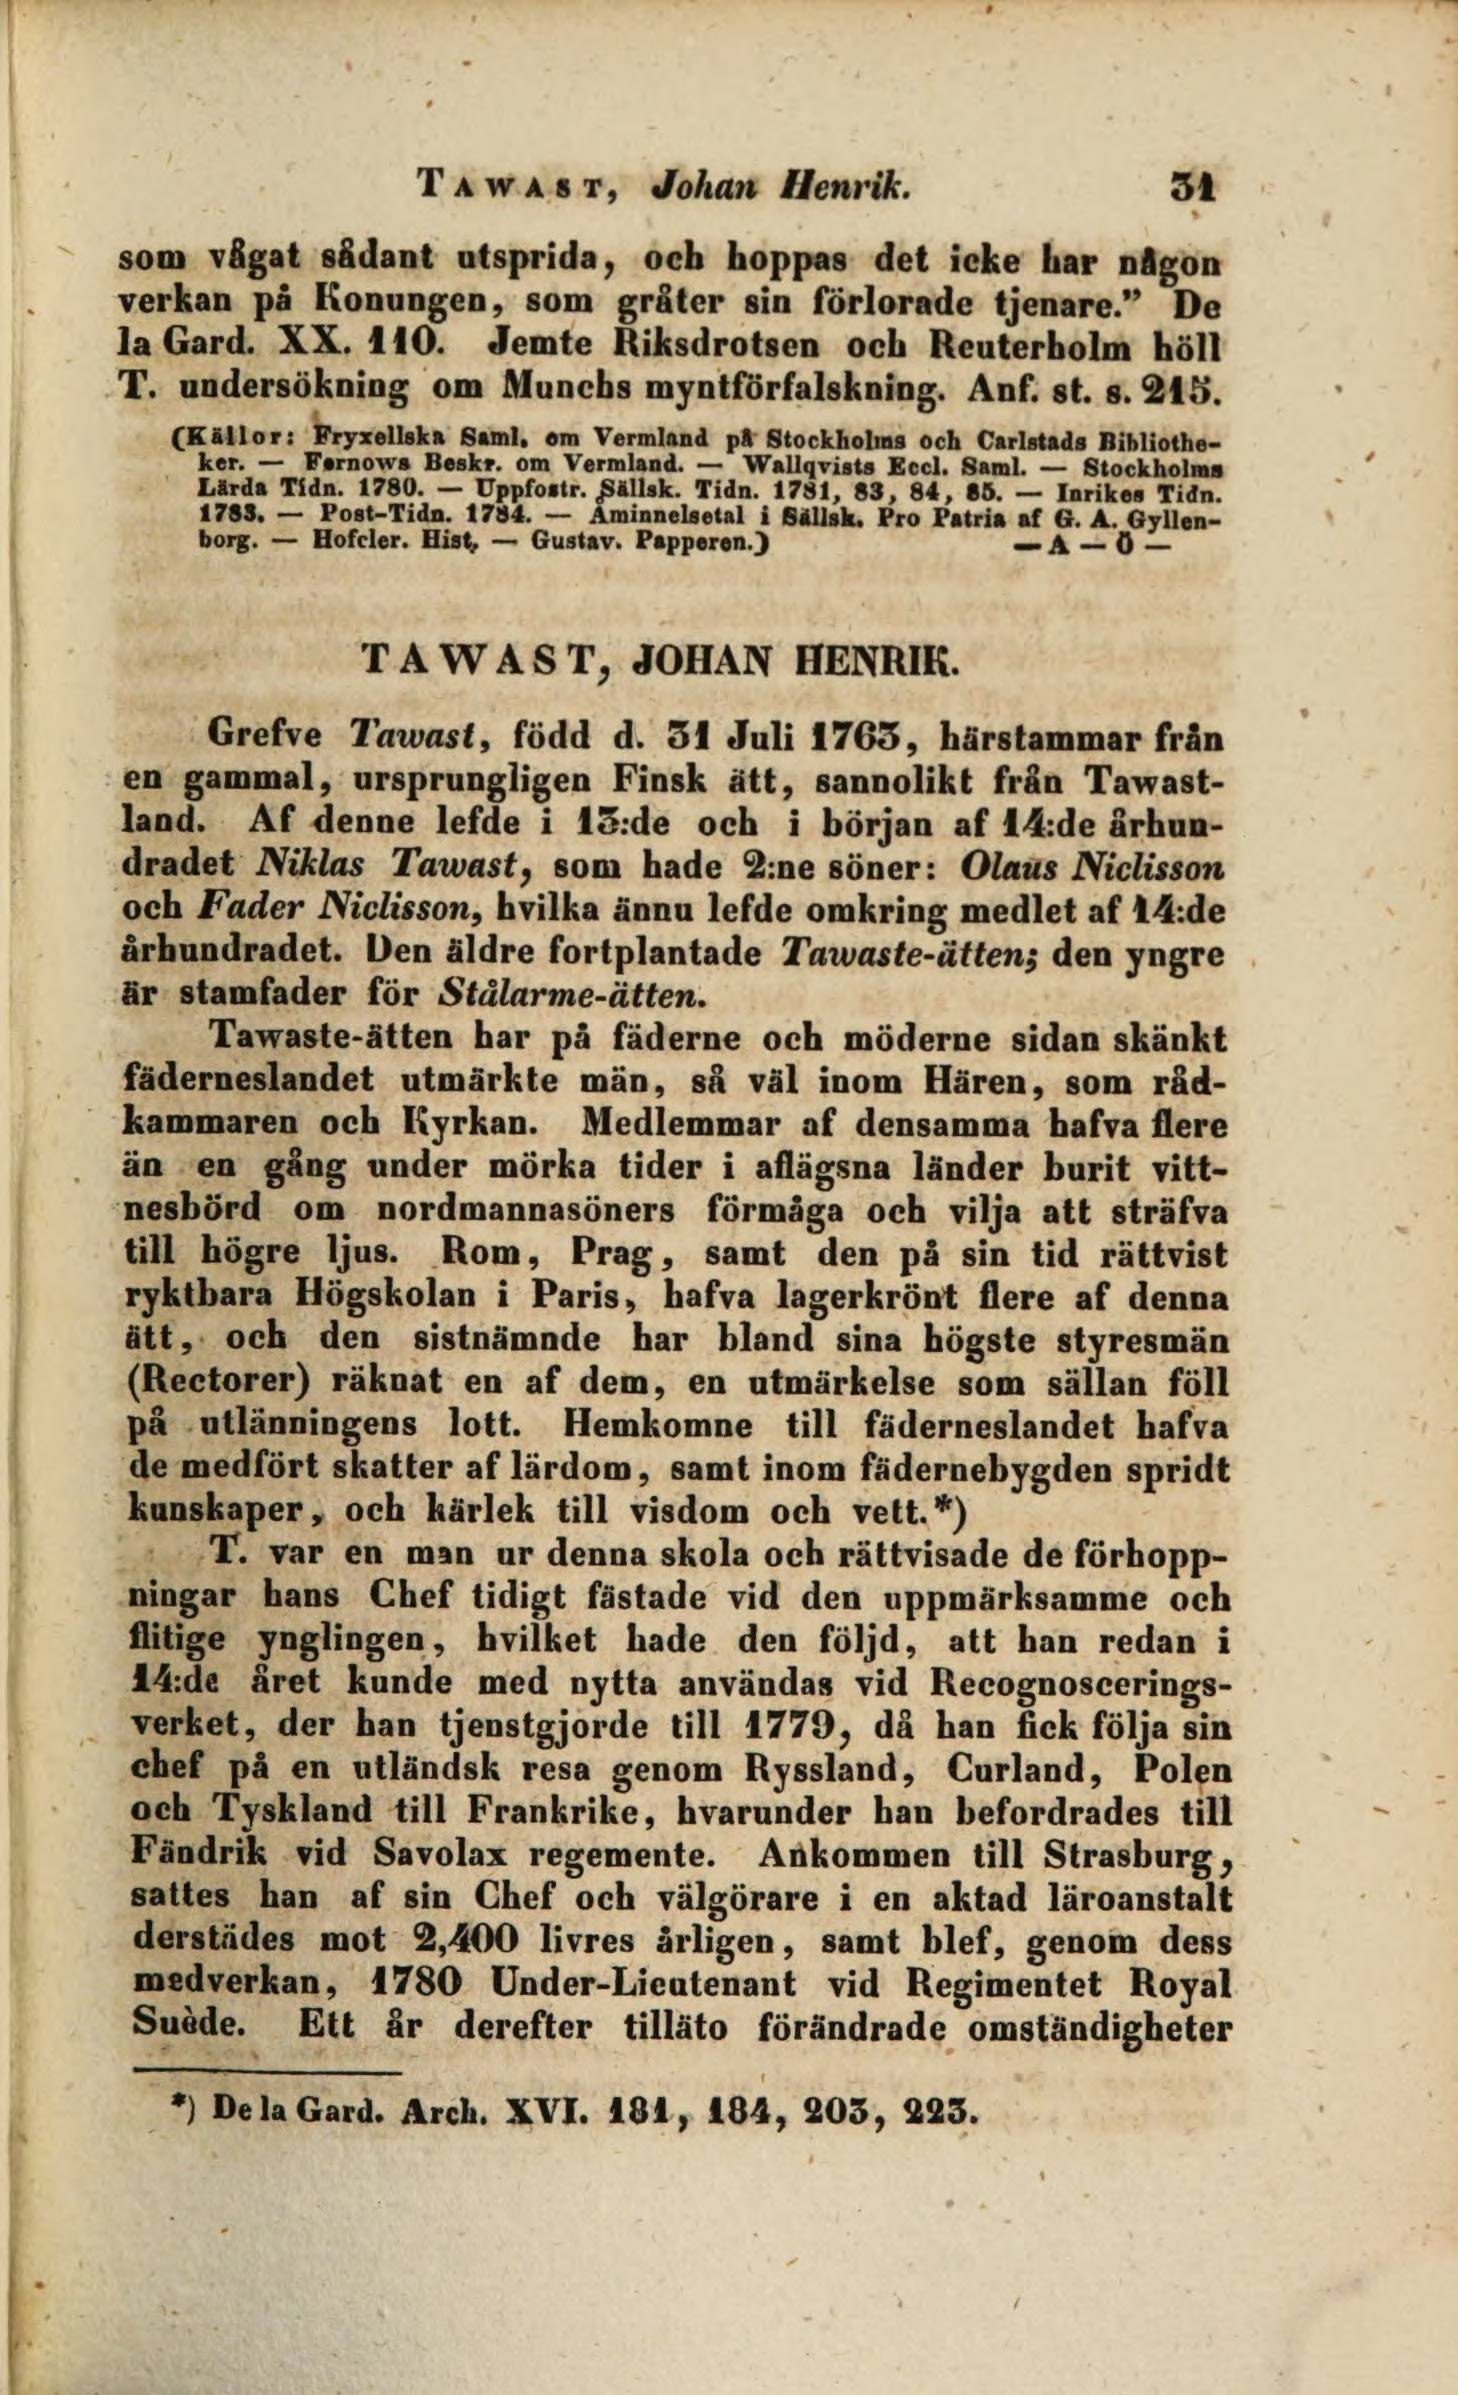 TAWAST, Johan Henrik. 31
som vågat sådant utsprida, och hoppas det icke har någon
verkan på Konungen, som gråter sin förlorade tjenare." De
la Gard. XX. 110. Jemte Riksdrotsen och Reuterholm höll
T. undersökning om Munchs myntförfalskning. Anf. st. s. 215.
(Källor: Fryxellska Saml. om Vermland på Stockholms och Carlstads Bibliothe-
ker. — Fernows Beskr. om Vermland. — Wallqvists Eccl. Saml. — Stockholms
Lärda Tidn. 1780. — Uppfostr. Sällsk. Tidn. 1781, 83, 84, 85. — Inrikes Tidn.
1783. — Post-Tidn. 1784. — Åminnelsetal i Sällsk. Pro Patria af G. A. Gyllen-
borg. — Hofcler. Hist. — Gustav. Papperen.) — A — Ö —
TAWAST, JOHAN HENRIK.
Grefve Tawast, född d. 31 Juli 1763, härstammar från
en gammal, ursprungligen Finsk ätt, sannolikt från Tawast-
land. Af denne lefde i 13:de och i början af 14:de århun-
dradet Niklas Tawast, som hade 2:ne söner: Olaus Niclisson
och Fader Niclisson, hvilka ännu lefde omkring medlet af 14:de
århundradet. Den äldre fortplantade Tawaste-ätten; den yngre
är stamfader för Stålarme-ätten.
Tawaste-ätten har på fäderne och möderne sidan skänkt
fäderneslandet utmärkte män, så väl inom Hären, som råd-
kammaren och Kyrkan. Medlemmar af densamma hafva flere
än en gång under mörka tider i aflägsna länder burit vitt-
nesbörd om nordmannasöners förmåga och vilja att sträfva
till högre ljus. Rom, Prag, samt den på sin tid rättvist
ryktbara Högskolan i Paris, hafva lagerkrönt flere af denna
ätt, och den sistnämnde har bland sina högste styresmän
(Rectorer) räknat en af dem, en utmärkelse som sällan föll
på utlänningens lott. Hemkomne till fäderneslandet hafva
de medfört skatter af lärdom, samt inom fädernebygden spridt
kunskaper, och kärlek till visdom och vett.*)
T. var en man ur denna skola och rättvisade de förhopp-
ningar hans Chef tidigt fästade vid den uppmärksamme och
flitige ynglingen, hvilket hade den följd, att han redan i
14:de året kunde med nytta användas vid Recognoscerings-
verket, der han tjenstgjorde till 1779, då han fick följa sin
chef på en utländsk resa genom Ryssland, Curland, Polen
och Tyskland till Frankrike, hvarunder han befordrades till
Fändrik vid Savolax regemente. Ankommen till Strasburg,
sattes han af sin Chef och välgörare i en aktad läroanstalt
derstädes mot 2,400 livres årligen, samt blef, genom dess
medverkan, 1780 Under-Lieutenant vid Regimentet Royal
Suède. Ett år derefter tilläto förändrade omständigheter
*) De la Gard. Arch. XVI. 181, 184, 203, 223.